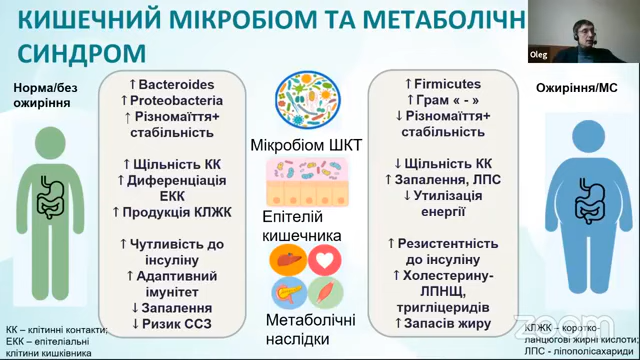 КИШЕЧНИЙ МІКРОБІОМ ТА МЕТАБОЛІЧН
СИНДРОМ
Oleg
Норма/без
ожиріння
↑ Bacteroides
↑ Proteobacteria
↑ Різномаїття+
стабільність
↑ Щільність КК
↑ Диференціація
ЕКК
↑ Продукція КЛЖК
↑ Чутливість до
інсуліну
↑ Адаптивний
імунітет
↓ Запалення
↓ Ризик ССЗ
Мікробіом ШКТ
Епітелій
кишечника
Метаболічні
наслідки
↑ Firmicutes
↑ Грам « - »
↓ Різномаїття+
стабільність
↓ Щільність КК
↑ Запалення, ЛПС
↓ Утилізація
енергії
↑ Резистентність
до інсуліну
↑ Холестерину-
ЛПНЩ,
тригліцеридів
↑ Запасів жиру
Ожиріння/МС
КК – клітинні контакти;
ЕКК – епітеліальні
клітини кишківника
zoom
КЛЖК – коротко-
ланцюгові жирні кислоти
ЛПС - ліпополісахариди